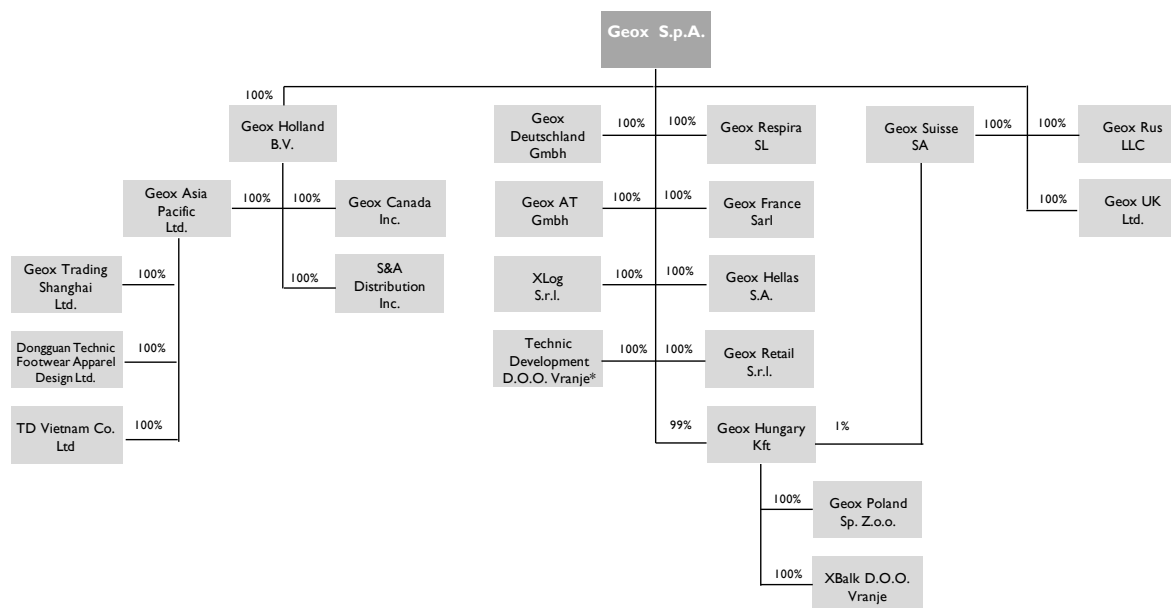 Geox S.p.A.
100%
Geox Holland
B.V.
Geox
Deutschland
Gmbh
100%
100%
Geox Respira
SL
Geox Suisse
SA
100%
100%
Geox Rus
LLC
Geox Asia
Pacific
Ltd.
100%
100%
Geox Canada
Inc.
Geox AT
Gmbh
100%
100%
Geox France
Sarl
100%
Geox UK
Ltd.
Geox Trading
Shanghai
Ltd.
100%
100%
S&A
Distribution
Inc.
XLog
S.r.l.
100%
100%
Geox Hellas
S.A.
Dongguan Technic
Footwear Apparel
Design Ltd.
100%
Technic
Development
D.O.O. Vranje*
100%
100%
Geox Retail
S.r.l.
TD Vietnam Co.
Ltd
100%
99%
Geox Hungary
Kft
1%
100%
Geox Poland
Sp. Z.o.o.
100%
XBalk D.O.O.
Vranje